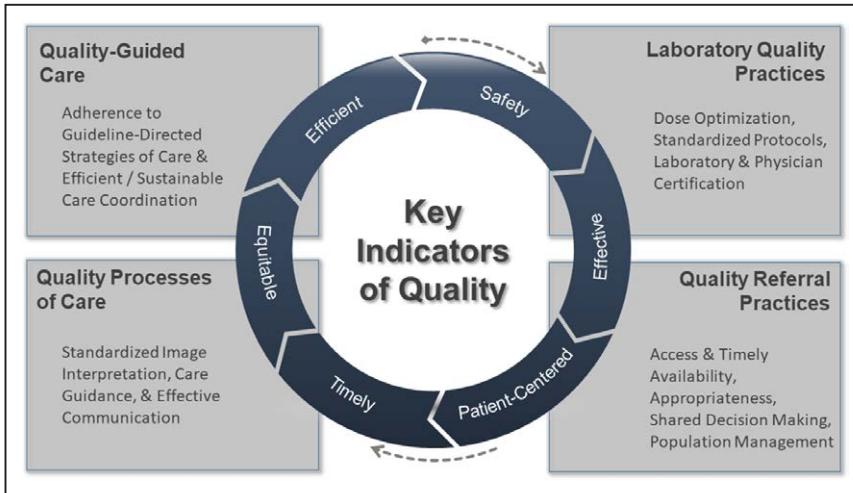 Quality-Guided
Care
Adherence to
Guideline-Directed
Strategies of Care &
Efficient / Sustainable
Care Coordination
Laboratory Quality
Practices
Dose Optimization,
Standardized Protocols,
Laboratory & Physician
Certification
Efficient
Safety
Effective
Patient-Centered
Timely
Equitable
Key
Indicators
of Quality
Quality Processes
of Care
Standardized Image
Interpretation, Care
Guidance, & Effective
Communication
Quality Referral
Practices
Access & Timely
Availability,
Appropriateness,
Shared Decision Making,
Population Management